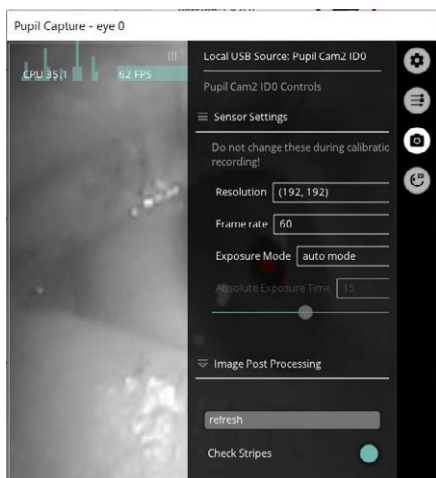 Pupil Capture - eye 0
CPU 35.1
62 FPS
Local USB Source: Pupil Cam2 ID0
Pupil Cam2 ID0 Controls
Sensor Settings
Do not change these during calibratic
recording!
Resolution (192, 192)
Frame rate 60
Exposure Mode auto mode
Absolute Exposure Time 15
Image Post Processing
refresh
Check Stripes
2D